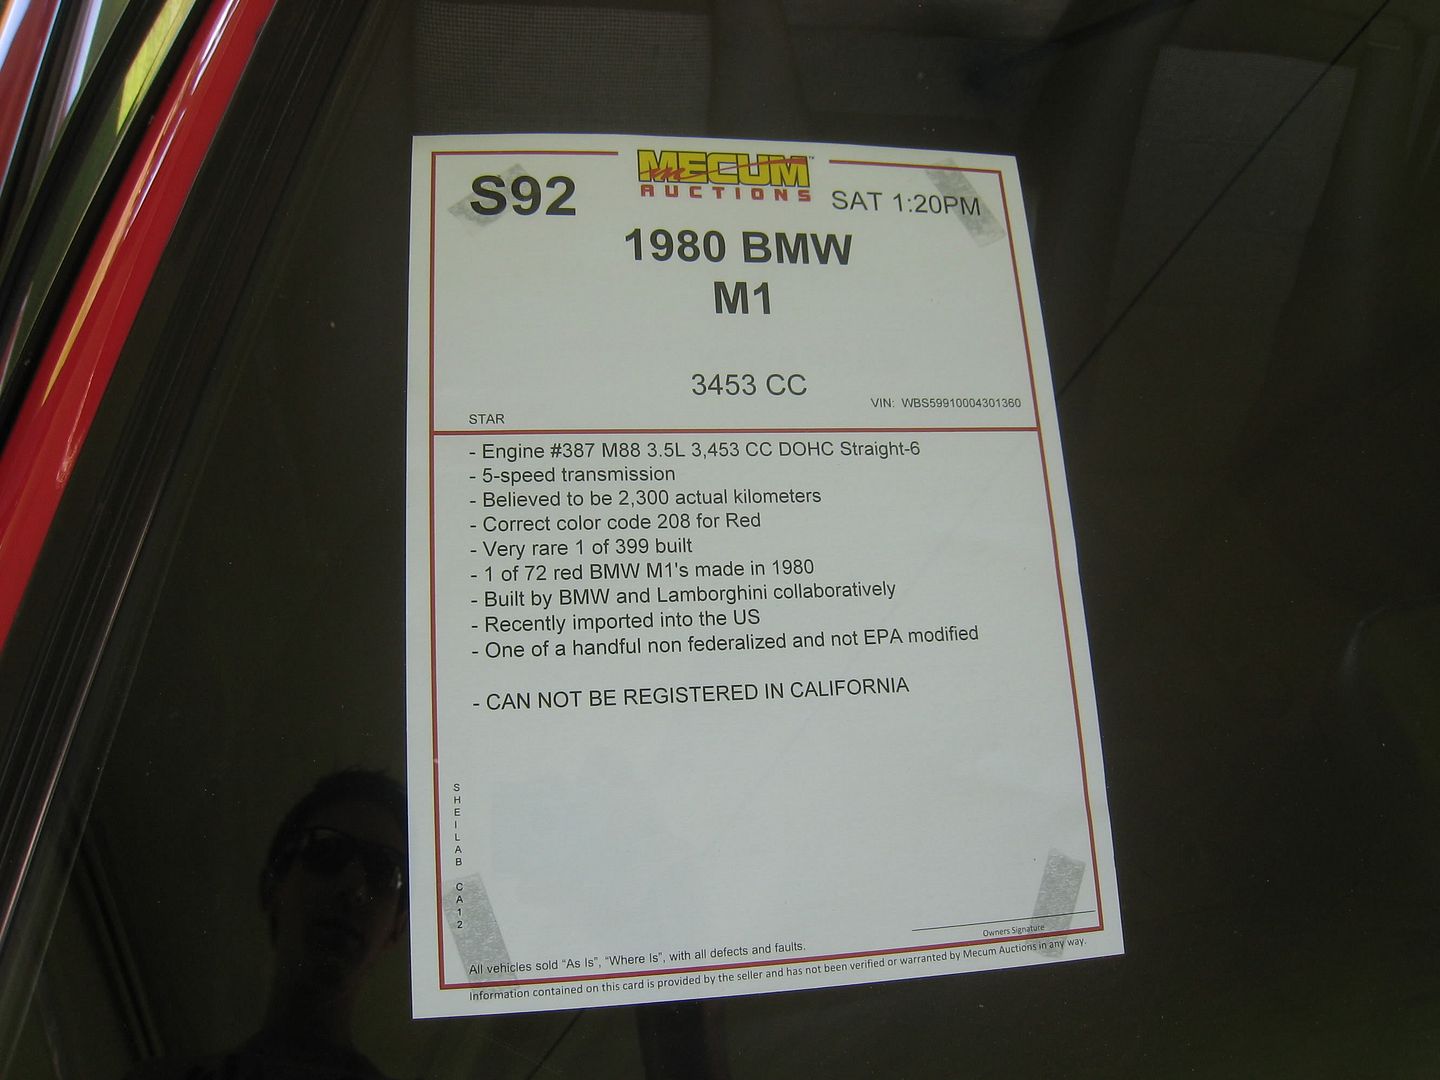 MECUM™
AUCTIONS
S92
SAT 1:20PM
1980 BMW
M1
3453 CC
VIN: WBS59910004301360
STAR
- Engine #387 M88 3.5L 3,453 CC DOHC Straight-6
- 5-speed transmission
- Believed to be 2,300 actual kilometers
- Correct color code 208 for Red
- Very rare 1 of 399 built
- 1 of 72 red BMW M1's made in 1980
- Built by BMW and Lamborghini collaboratively
- Recently imported into the US
- One of a handful non federalized and not EPA modified
- CAN NOT BE REGISTERED IN CALIFORNIA
SHEILAB CA12
Owners Signature
All vehicles sold “As Is”, “Where Is”, with all defects and faults.
Information contained on this card is provided by the seller and has not been verified or warranted by Mecum Auctions in any way.